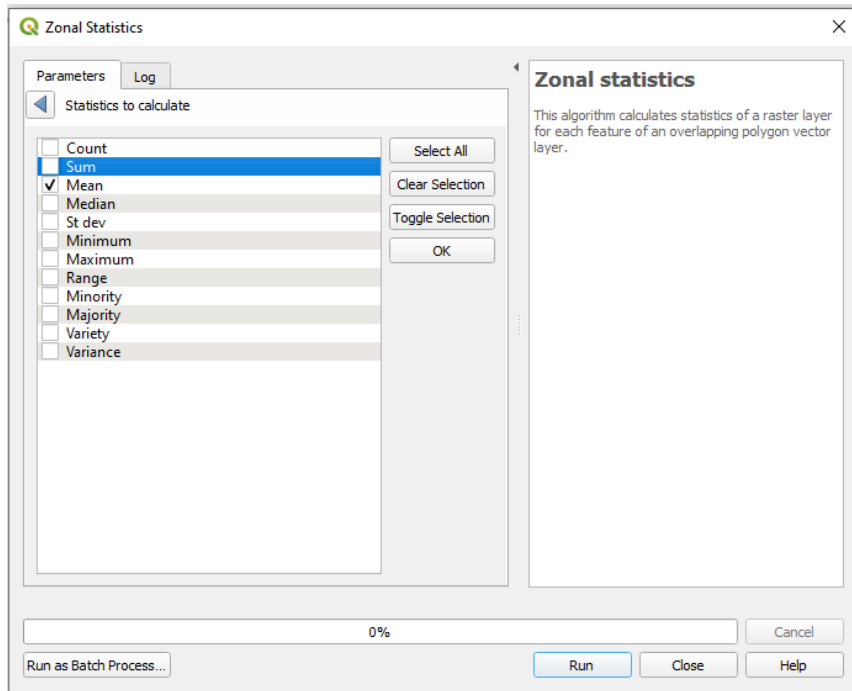 Zonal Statistics
Parameters
Log
Statistics to calculate
Count
Sum
Mean
Median
St dev
Minimum
Maximum
Range
Minority
Majority
Variety
Variance
Select All
Clear Selection
Toggle Selection
OK
Zonal statistics
This algorithm calculates statistics of a raster layer
for each feature of an overlapping polygon vector
layer.
0%
Cancel
Run as Batch Process...
Run
Close
Help